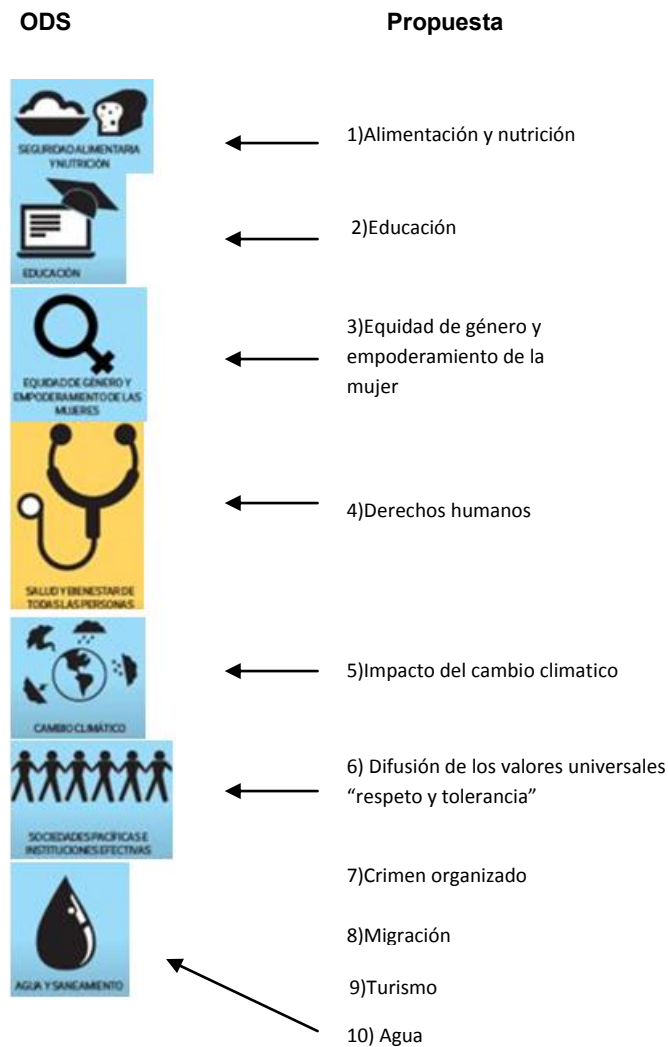 ODS
Propuesta
SEGURIDAD ALIMENTARIA
Y NUTRICIÓN
1)Alimentación y nutrición
EDUCACIÓN
2)Educación
EQUIDAD DE GÉNERO Y
EMPODERAMIENTO DE LAS
MUJERES
3)Equidad de género y
empoderamiento de la
mujer
SALUD Y BIENESTAR DE
TODAS LAS PERSONAS
4)Derechos humanos
CAMBIO CLIMÁTICO
5)Impacto del cambio climatico
SOCIEDADES PACÍFICAS E
INSTITUCIONES EFECTIVAS
6) Difusión de los valores universales
“respeto y tolerancia”
7)Crimen organizado
8)Migración
AGUA Y SANEAMIENTO
9)Turismo
10) Agua